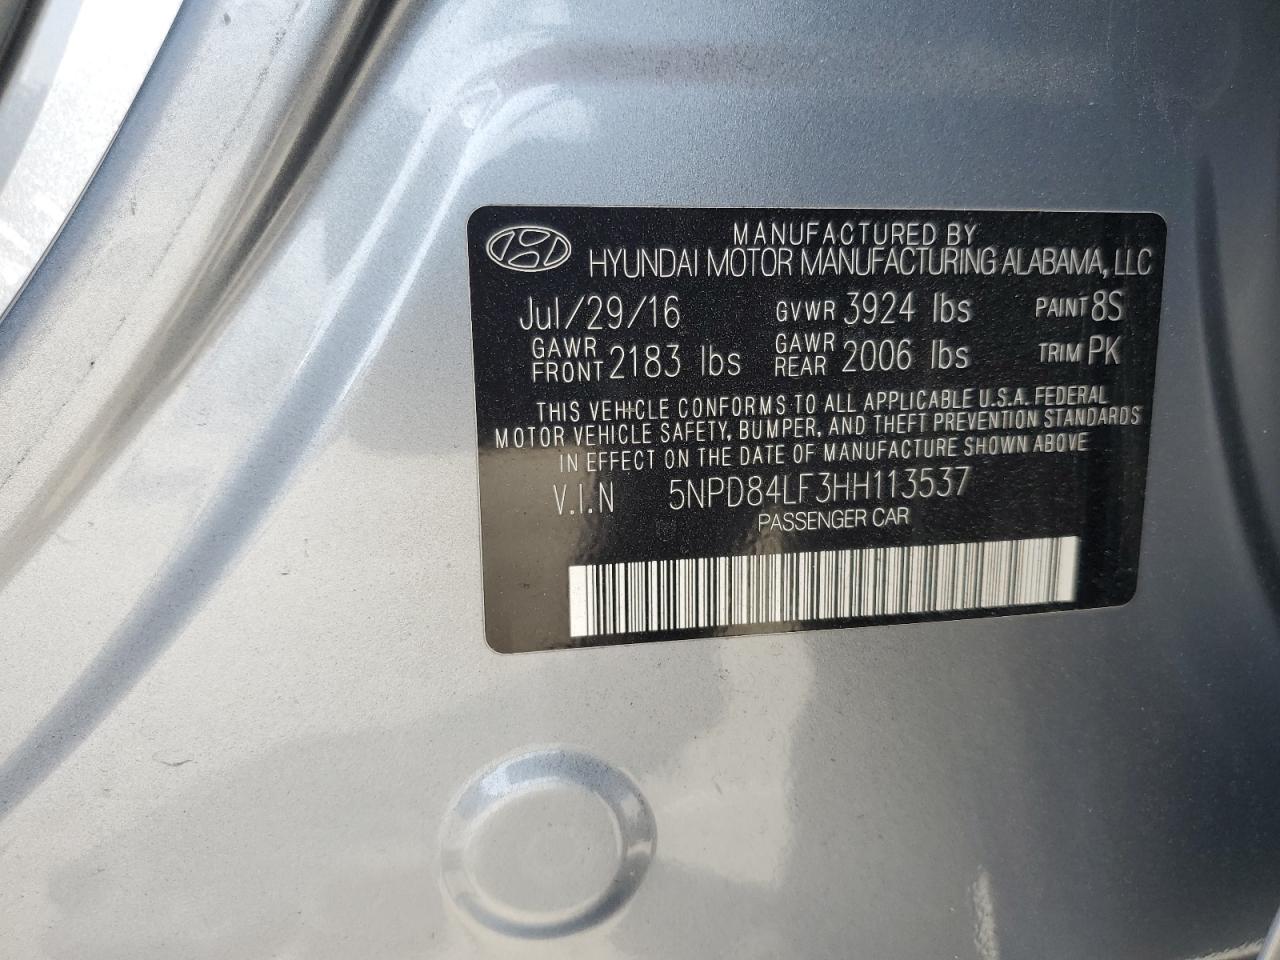 MANUFACTURED BY
HYUNDAI MOTOR MANUFACTURING ALABAMA, LLC
Jul/29/16 GVWR 3924 lbs PAINT 8S
GAWR FRONT 2183 lbs GAWR REAR 2006 lbs TRIM PK
THIS VEHICLE CONFORMS TO ALL APPLICABLE U.S.A. FEDERAL
MOTOR VEHICLE SAFETY, BUMPER, AND THEFT PREVENTION STANDARDS
IN EFFECT ON THE DATE OF MANUFACTURE SHOWN ABOVE
V.I.N 5NPD84LF3HH113537
PASSENGER CAR